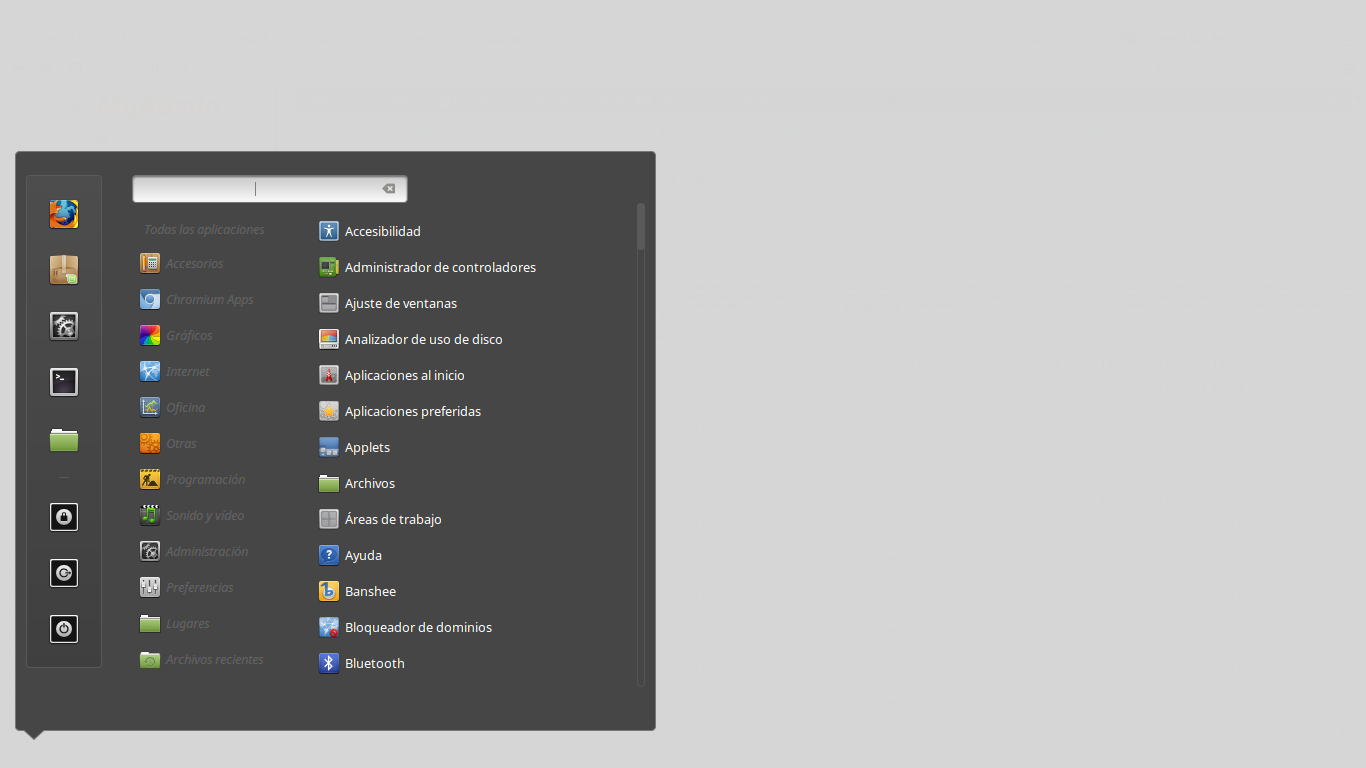 Todas las aplicaciones
Accesorios
Chromium Apps
Gráficos
Internet
Oficina
Otras
Programación
Sonido y vídeo
Administración
Preferencias
Lugares
Archivos recientes
Accesibilidad
Administrador de controladores
Ajuste de ventanas
Analizador de uso de disco
Aplicaciones al inicio
Aplicaciones preferidas
Applets
Archivos
Áreas de trabajo
Ayuda
Banshee
Bloqueador de dominios
Bluetooth